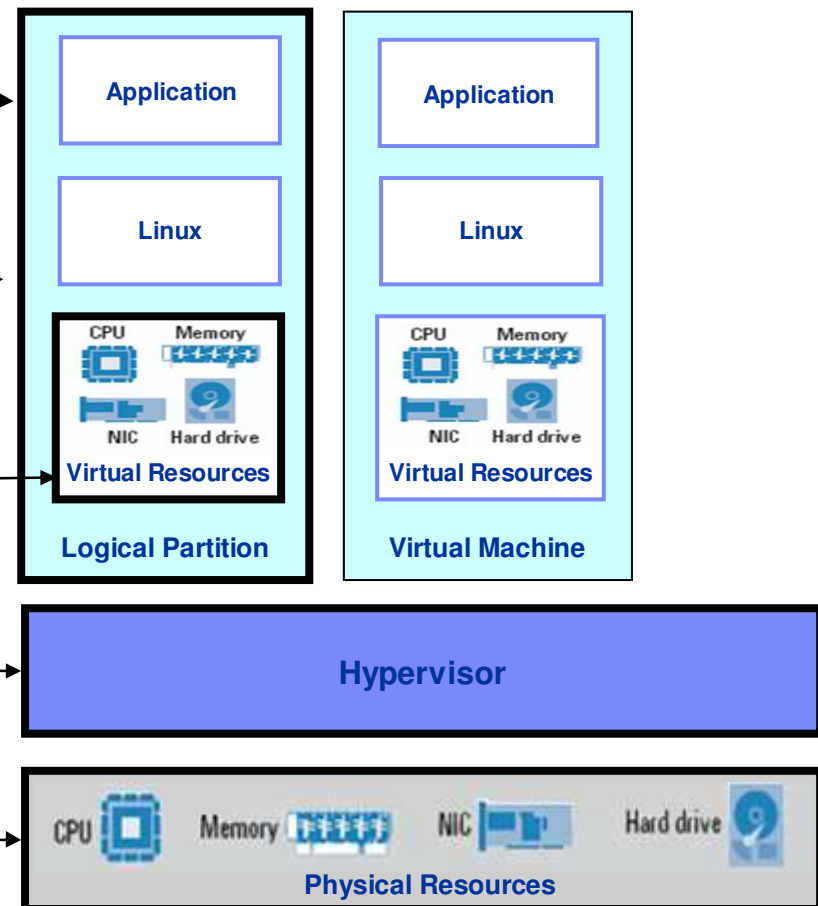 Application
Linux
CPU Memory
NIC Hard drive
Virtual Resources
Logical Partition
Application
Linux
CPU Memory
NIC Hard drive
Virtual Resources
Virtual Machine
Hypervisor
CPU Memory NIC Hard drive
Physical Resources